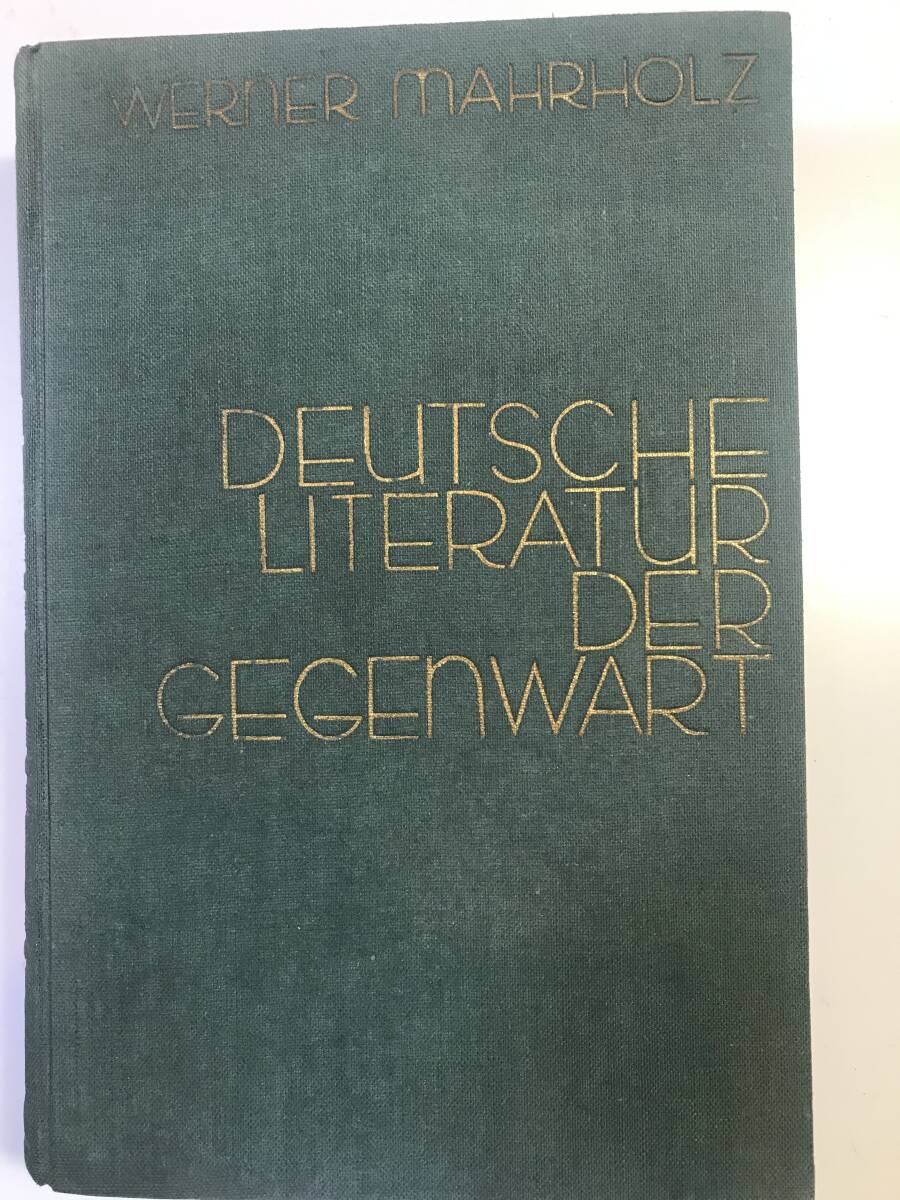 WERNER MAHRHOLZ
DEUTSCHE
LITERATUR
DER
GEGENWART